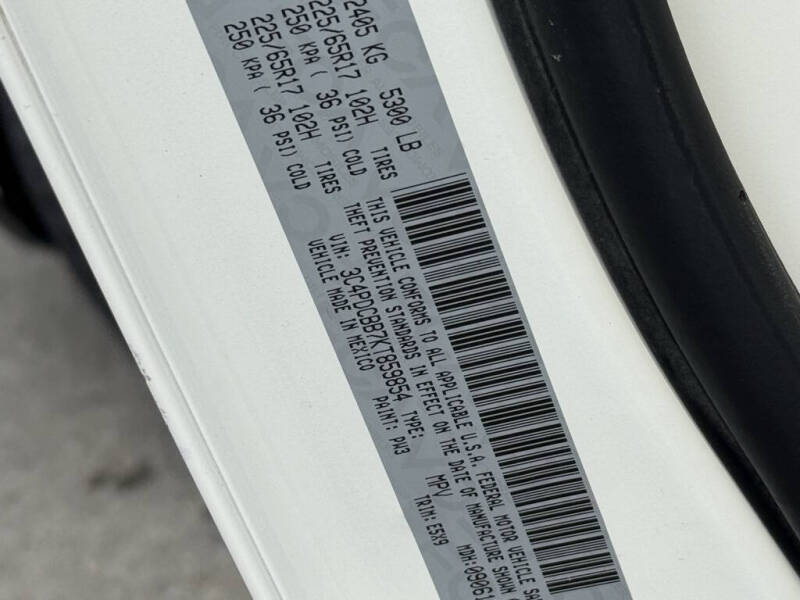 2405 KG 5300 LB
225/65R17 102H TIRES
250 KPA ( 36 PSI) COLD
225/65R17 102H TIRES
250 KPA ( 36 PSI) COLD
THIS VEHICLE CONFORMS TO ALL APPLICABLE U.S.A. FEDERAL MOTOR VEHICLE
THEFT PREVENTION STANDARDS IN EFFECT ON THE DATE OF MANUFACTURE SHOWN
VIN: 3C4PDCBB7KT859854 TYPE: MPV MDH:09061
VEHICLE MADE IN MEXICO PAINT: PW3 TRIM: E5X9